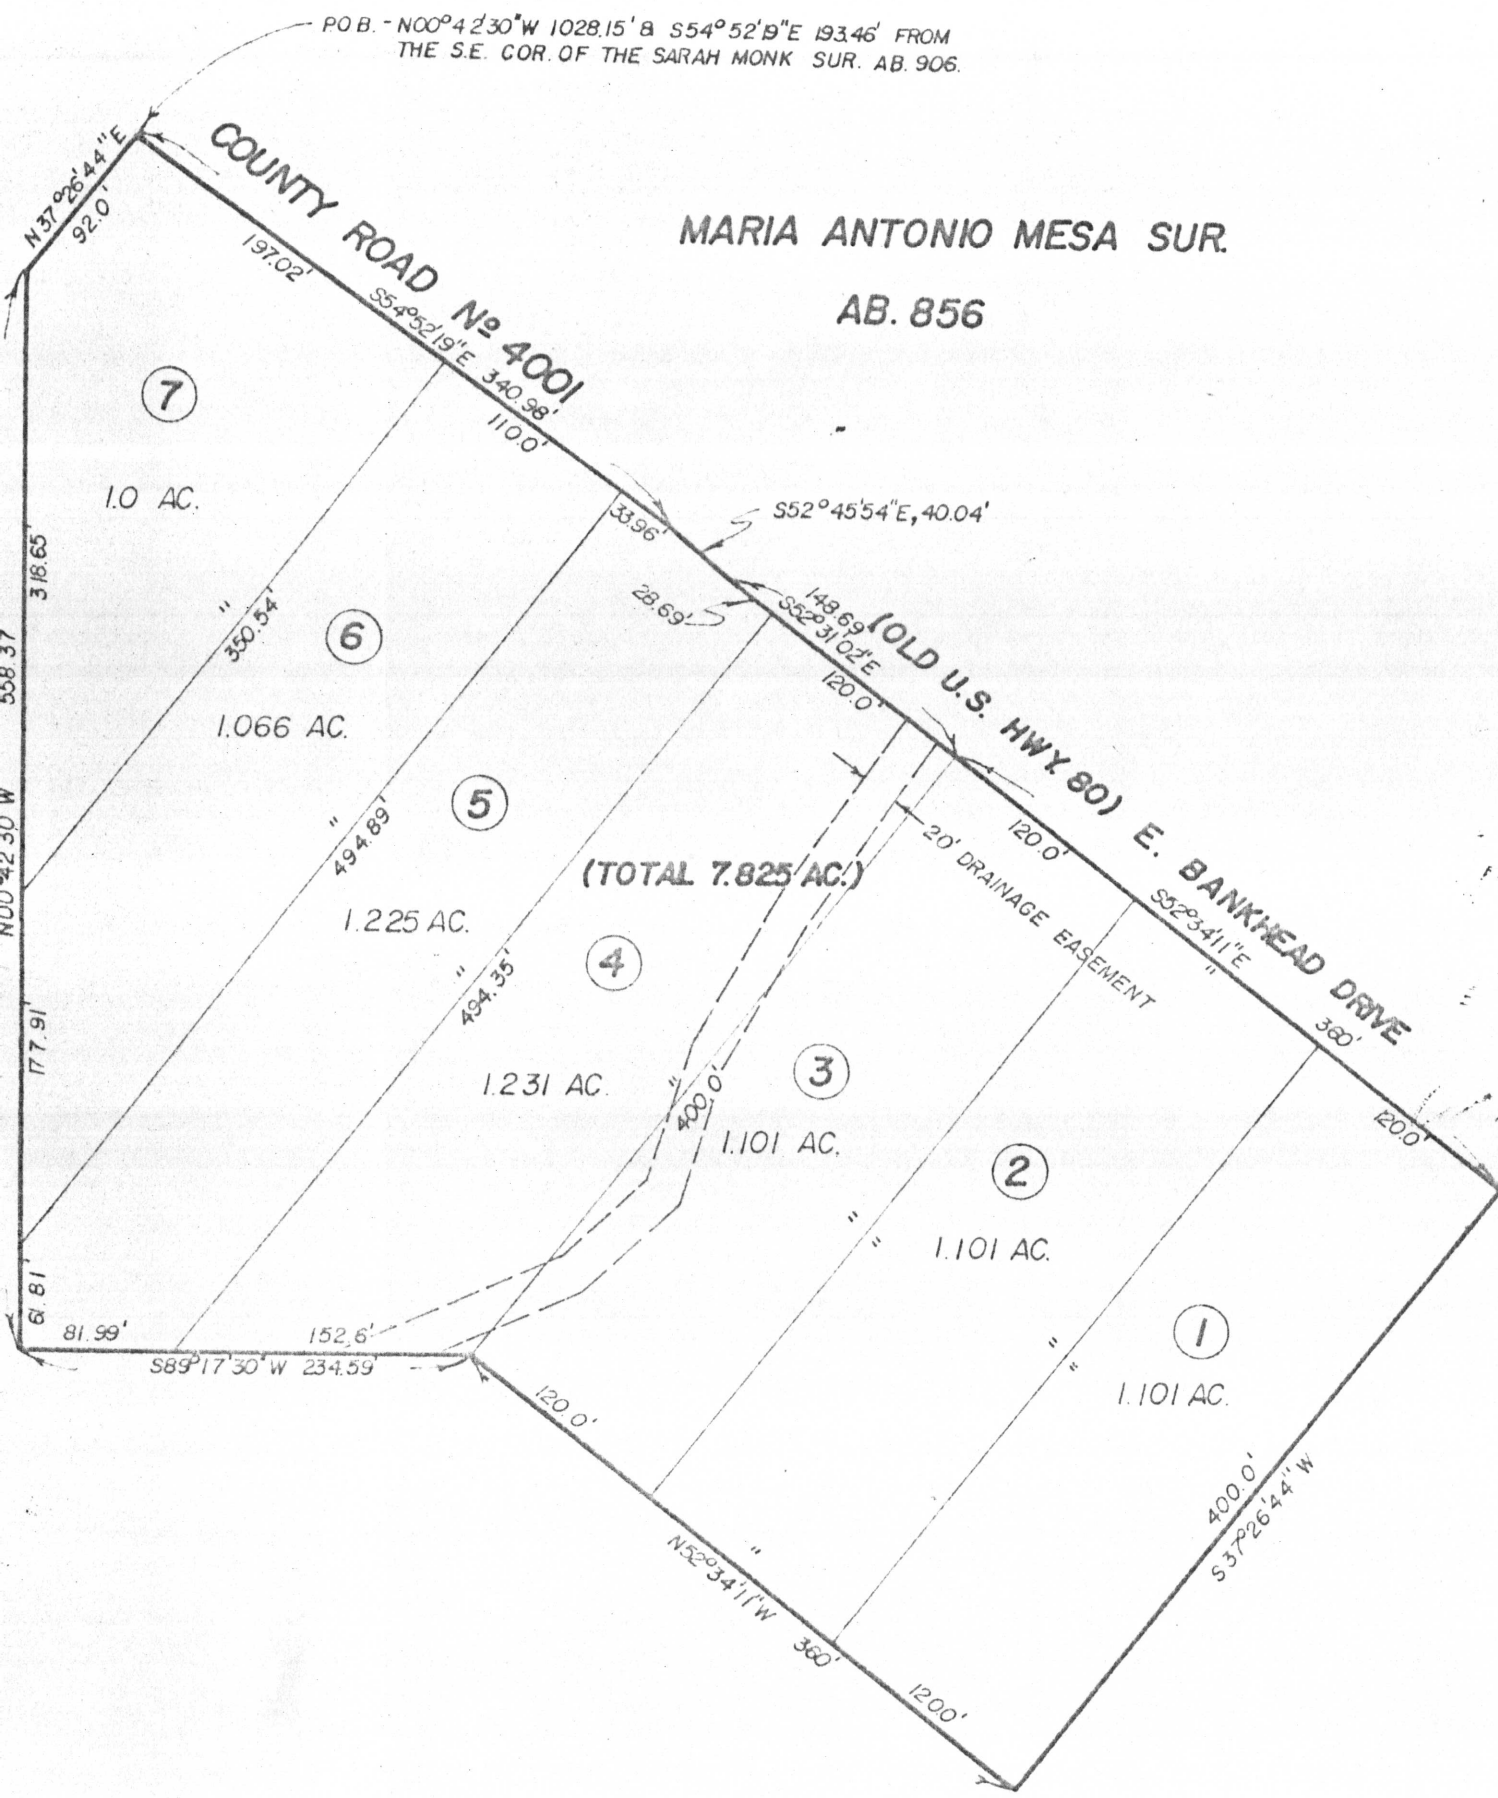 P.O.B. - N00°42'30"W 1028.15' & S54°52'19"E 193.46' FROM
THE S.E. COR. OF THE SARAH MONK SUR. AB. 906.
N37°26'44"E
92.0'
COUNTY ROAD Nº 4001
197.02'
S54°52'19"E 340.98'
110.0'
33.96'
MARIA ANTONIO MESA SUR.
AB. 856
S52°45'54"E, 40.04'
28.69'
148.69'
S52°31'02"E
120.0'
(OLD U.S. HWY. 80) E. BANKHEAD DRIVE
7
1.0 AC.
318.65'
" 350.54'
6
1.066 AC.
N00°42'30"W 558.37'
" 494.89'
5
1.225 AC.
(TOTAL 7.825 AC.)
20' DRAINAGE EASEMENT
120.0'
S52°34'11"E
"
360'
120.0'
4
" 494.35'
1.231 AC.
177.91'
" 400.0'
3
1.101 AC.
2
1.101 AC.
" "
1
1.101 AC.
" "
61.81'
81.99'
152.6'
S89°17'30"W 234.59'
120.0'
N52°34'11"W
"
360'
120.0'
400.0'
S37°26'44"W